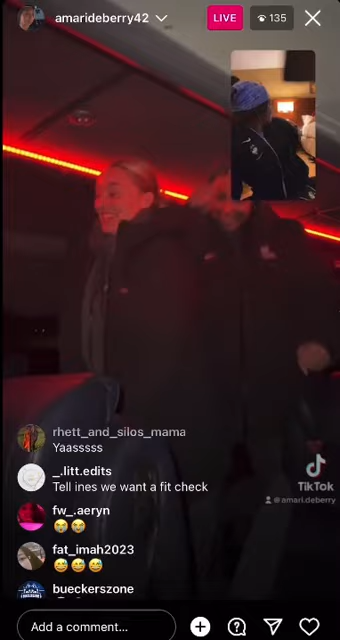 amarideberry42
LIVE
135
rhett_and_silos_mama
Yaasssss
_.litt.edits
Tell ines we want a fit check
TikTok
@amari.deberry
fw_.aeryn
fat_imah2023
bueckerszone
Add a comment...